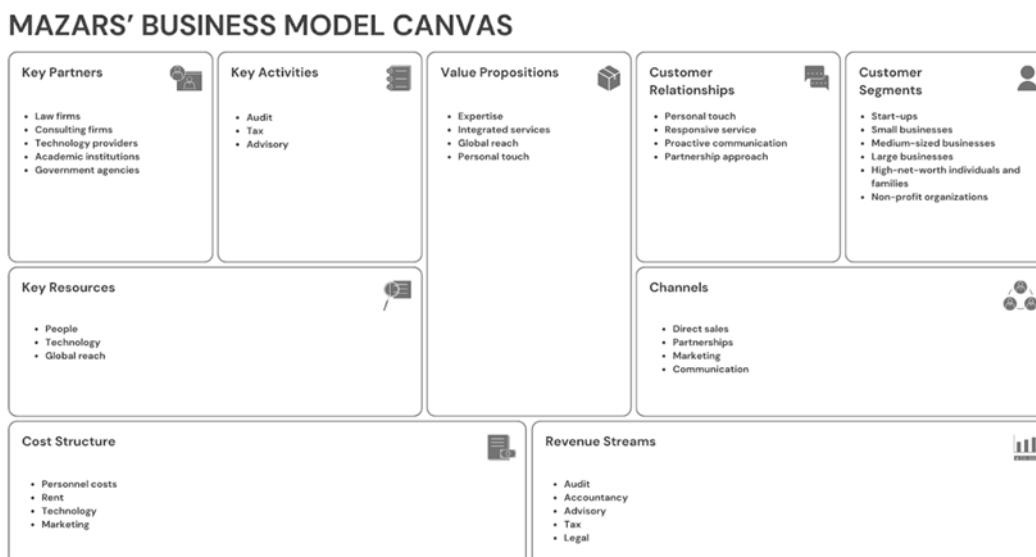 MAZARS’ BUSINESS MODEL CANVAS
Key Partners
• Law firms
• Consulting firms
• Technology providers
• Academic institutions
• Government agencies
Key Activities
• Audit
• Tax
• Advisory
Value Propositions
• Expertise
• Integrated services
• Global reach
• Personal touch
Customer
Relationships
• Personal touch
• Responsive service
• Proactive communication
• Partnership approach
Customer
Segments
• Start-ups
• Small businesses
• Medium-sized businesses
• Large businesses
• High-net-worth individuals and
families
• Non-profit organizations
Key Resources
• People
• Technology
• Global reach
Channels
• Direct sales
• Partnerships
• Marketing
• Communication
Cost Structure
• Personnel costs
• Rent
• Technology
• Marketing
Revenue Streams
• Audit
• Accountancy
• Advisory
• Tax
• Legal